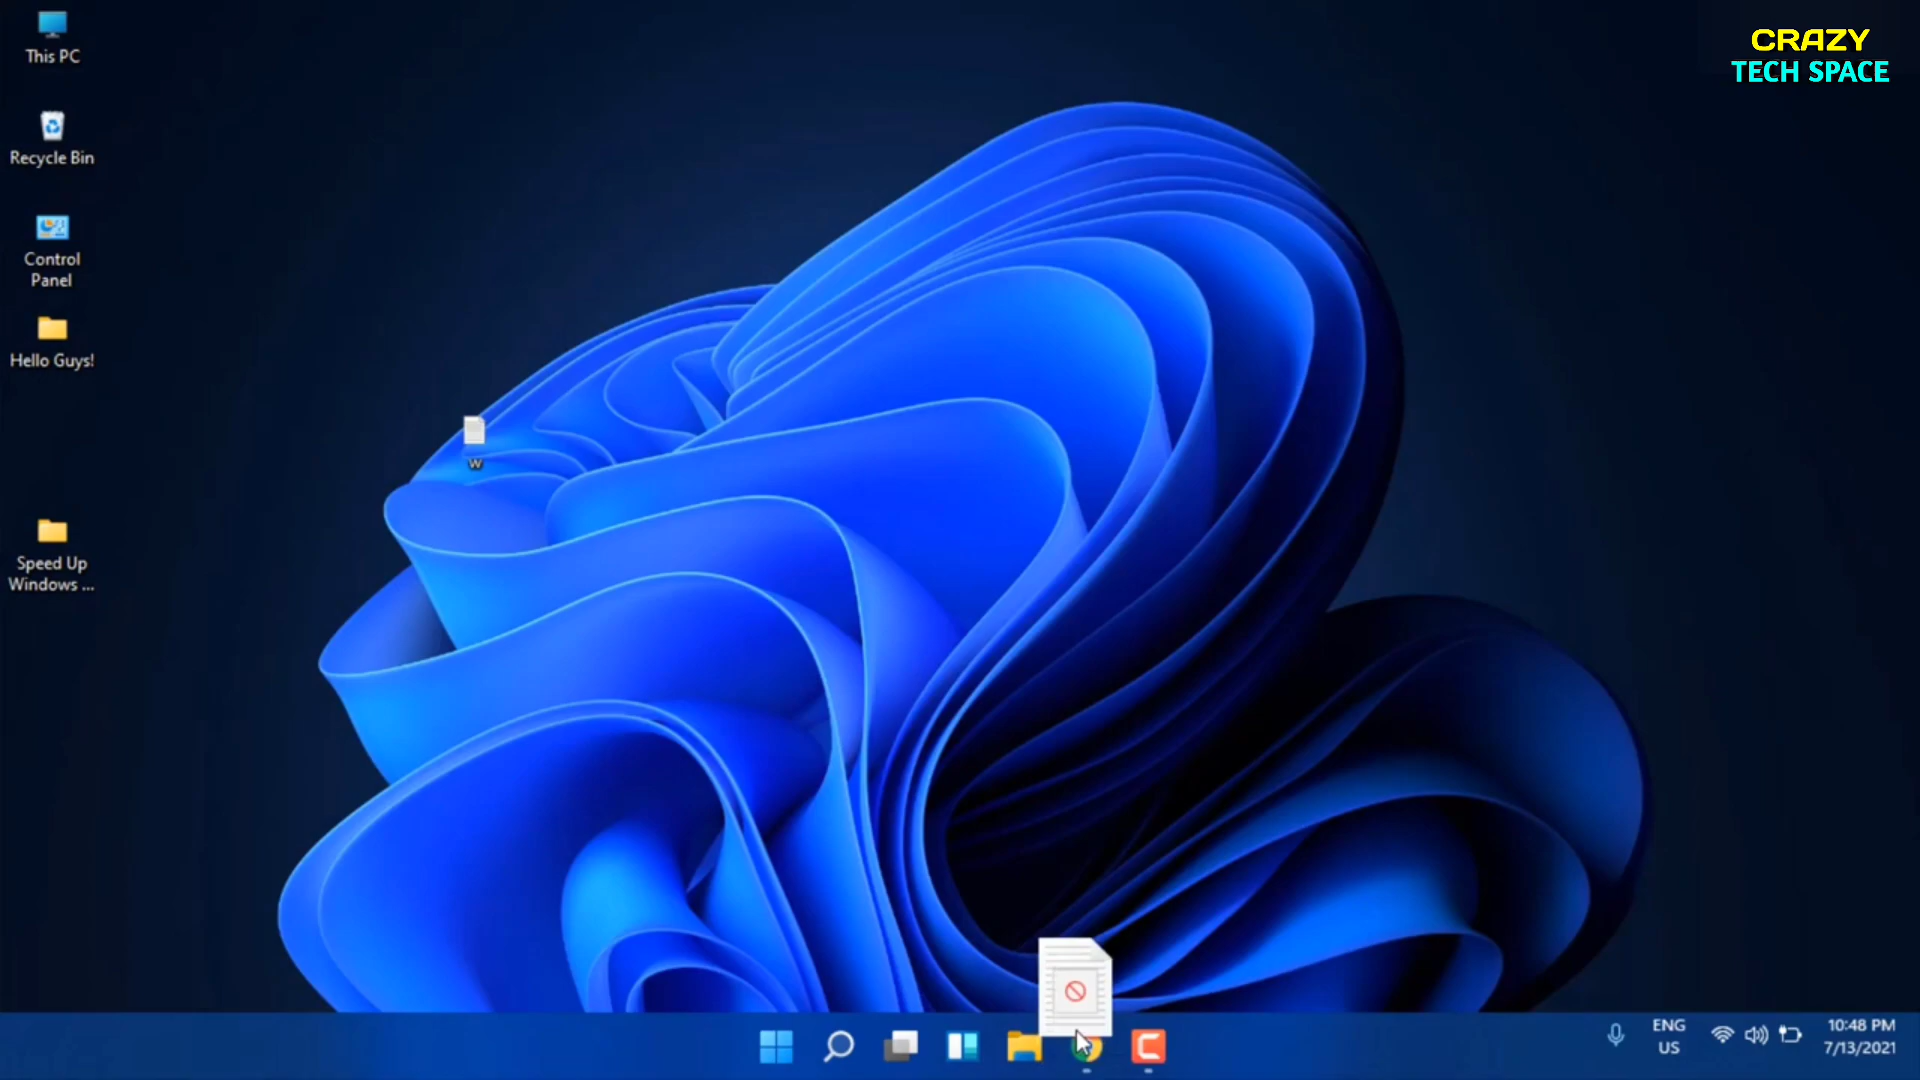 This PC
CRAZY
TECH SPACE
Recycle Bin
Control
Panel
Hello Guys!
w
Speed Up
Windows ...
ENG
US
10:48 PM
7/13/2021